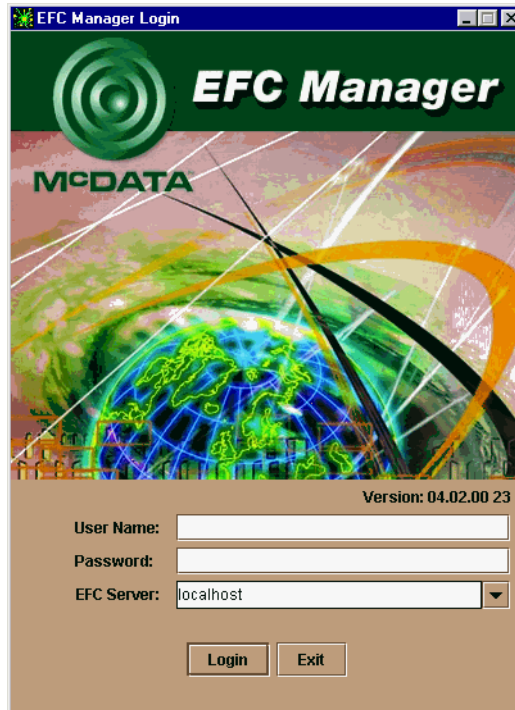 EFC Manager Login
EFC Manager
McDATA
Version: 04.02.00 23
User Name:
Password:
EFC Server: localhost
Login Exit